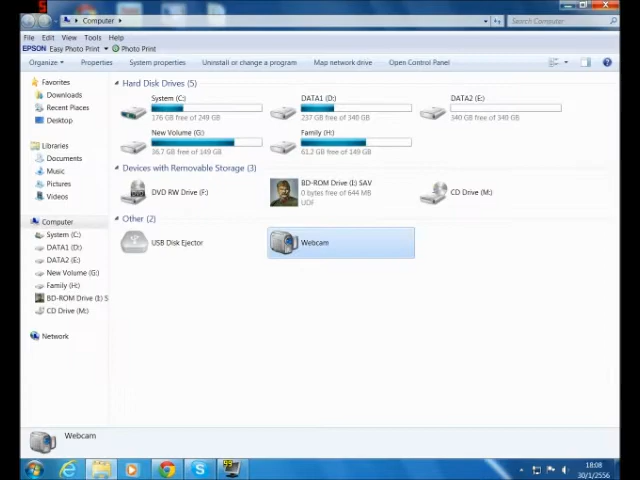 Computer
Search Computer
File Edit View Tools Help
EPSON Easy Photo Print Photo Print
Organize Properties System properties Uninstall or change a program Map network drive Open Control Panel
Favorites
Downloads
Recent Places
Desktop
Libraries
Documents
Music
Pictures
Videos
Computer
System (C:)
DATA1 (D:)
DATA2 (E:)
New Volume (G:)
Family (H:)
BD-ROM Drive (I:) S
CD Drive (M:)
Network
Hard Disk Drives (5)
System (C:)
176 GB free of 249 GB
DATA1 (D:)
237 GB free of 340 GB
DATA2 (E:)
340 GB free of 340 GB
New Volume (G:)
36,7 GB free of 149 GB
Family (H:)
61,2 GB free of 149 GB
Devices with Removable Storage (3)
DVD RW Drive (F:)
BD-ROM Drive (I:) SAV
0 bytes free of 644 MB
UDF
CD Drive (M:)
Other (2)
USB Disk Ejector
Webcam
Webcam
18:08
30/1/2556